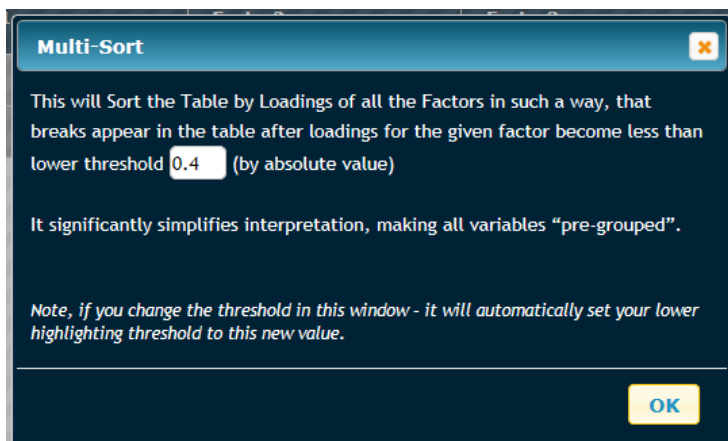 Multi-Sort
This will Sort the Table by Loadings of all the Factors in such a way, that
breaks appear in the table after loadings for the given factor become less than
lower threshold 0.4 (by absolute value)
It significantly simplifies interpretation, making all variables “pre-grouped”.
Note, if you change the threshold in this window - it will automatically set your lower
highlighting threshold to this new value.
OK